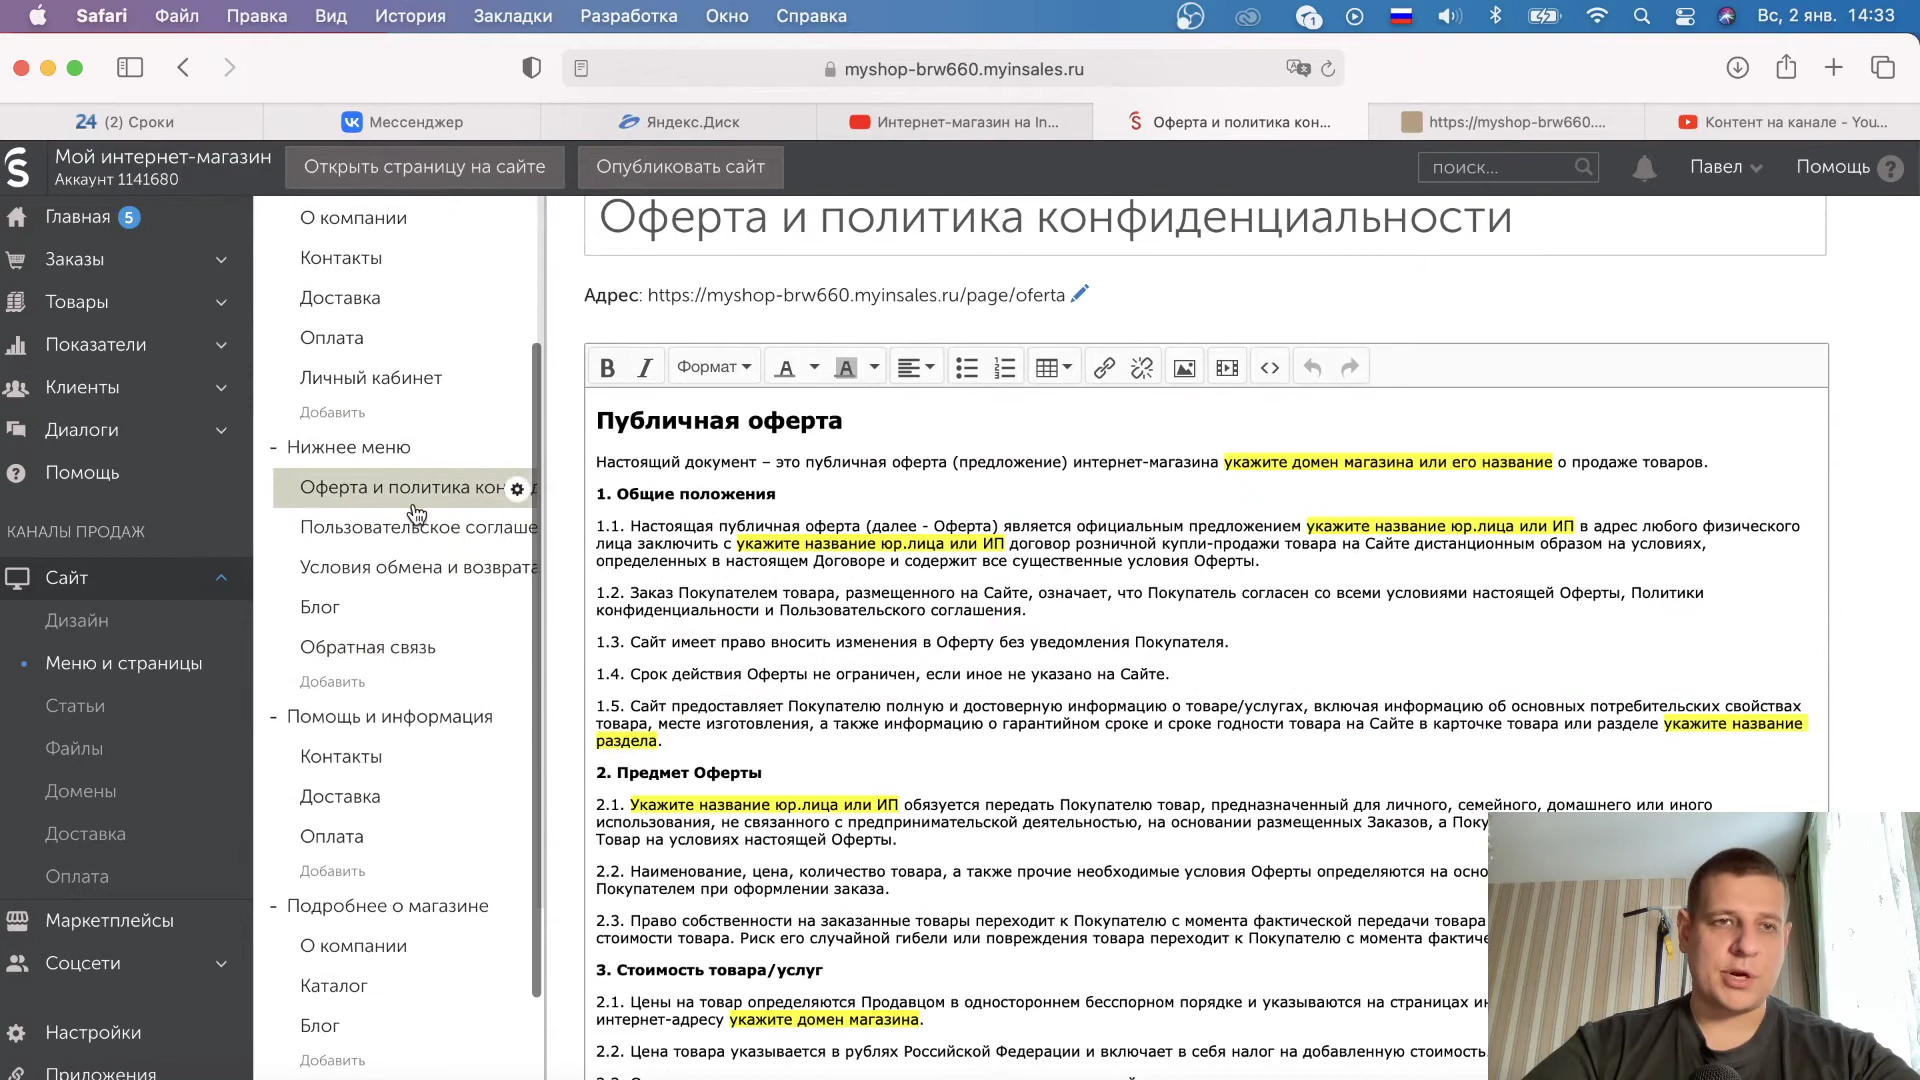 Safari Файл Правка Вид История Закладки Разработка Окно Справка 1 Вс, 2 янв. 14:33
myshop-brw660.myinsales.ru
24 (2) Сроки Мессенджер Яндекс.Диск Интернет-магазин на In... Оферта и политика кон... https://myshop-brw660.... Контент на канале - You...
Мой интернет-магазин
Аккаунт 1141680
Открыть страницу на сайте Опубликовать сайт поиск... Павел Помощь ?
Главная 5
Заказы
Товары
Показатели
Клиенты
Диалоги
Помощь
КАНАЛЫ ПРОДАЖ
Сайт
Дизайн
Меню и страницы
Статьи
Файлы
Домены
Доставка
Оплата
Маркетплейсы
Соцсети
Настройки
Приложения
О компании
Контакты
Доставка
Оплата
Личный кабинет
Добавить
- Нижнее меню
Оферта и политика кон
Пользовательское соглаше
Условия обмена и возврата
Блог
Обратная связь
Добавить
- Помощь и информация
Контакты
Доставка
Оплата
Добавить
- Подробнее о магазине
О компании
Каталог
Блог
Добавить
Оферта и политика конфиденциальности
Адрес: https://myshop-brw660.myinsales.ru/page/oferta
B I Формат A A
Публичная оферта
Настоящий документ – это публичная оферта (предложение) интернет-магазина укажите домен магазина или его название о продаже товаров.
1. Общие положения
1.1. Настоящая публичная оферта (далее - Оферта) является официальным предложением укажите название юр.лица или ИП в адрес любого физического
лица заключить с укажите название юр.лица или ИП договор розничной купли-продажи товара на Сайте дистанционным образом на условиях,
определенных в настоящем Договоре и содержит все существенные условия Оферты.
1.2. Заказ Покупателем товара, размещенного на Сайте, означает, что Покупатель согласен со всеми условиями настоящей Оферты, Политики
конфиденциальности и Пользовательского соглашения.
1.3. Сайт имеет право вносить изменения в Оферту без уведомления Покупателя.
1.4. Срок действия Оферты не ограничен, если иное не указано на Сайте.
1.5. Сайт предоставляет Покупателю полную и достоверную информацию о товаре/услугах, включая информацию об основных потребительских свойствах
товара, месте изготовления, а также информацию о гарантийном сроке и сроке годности товара на Сайте в карточке товара или разделе укажите название
раздела.
2. Предмет Оферты
2.1. Укажите название юр.лица или ИП обязуется передать Покупателю товар, предназначенный для личного, семейного, домашнего или иного
использования, не связанного с предпринимательской деятельностью, на основании размещенных Заказов, а Поку
Товар на условиях настоящей Оферты.
2.2. Наименование, цена, количество товара, а также прочие необходимые условия Оферты определяются на осно
Покупателем при оформлении заказа.
2.3. Право собственности на заказанные товары переходит к Покупателю с момента фактической передачи товара
стоимости товара. Риск его случайной гибели или повреждения товара переходит к Покупателю с момента фактиче
3. Стоимость товара/услуг
2.1. Цены на товар определяются Продавцом в одностороннем бесспорном порядке и указываются на страницах ин
интернет-адресу укажите домен магазина.
2.2. Цена товара указывается в рублях Российской Федерации и включает в себя налог на добавленную стоимость.